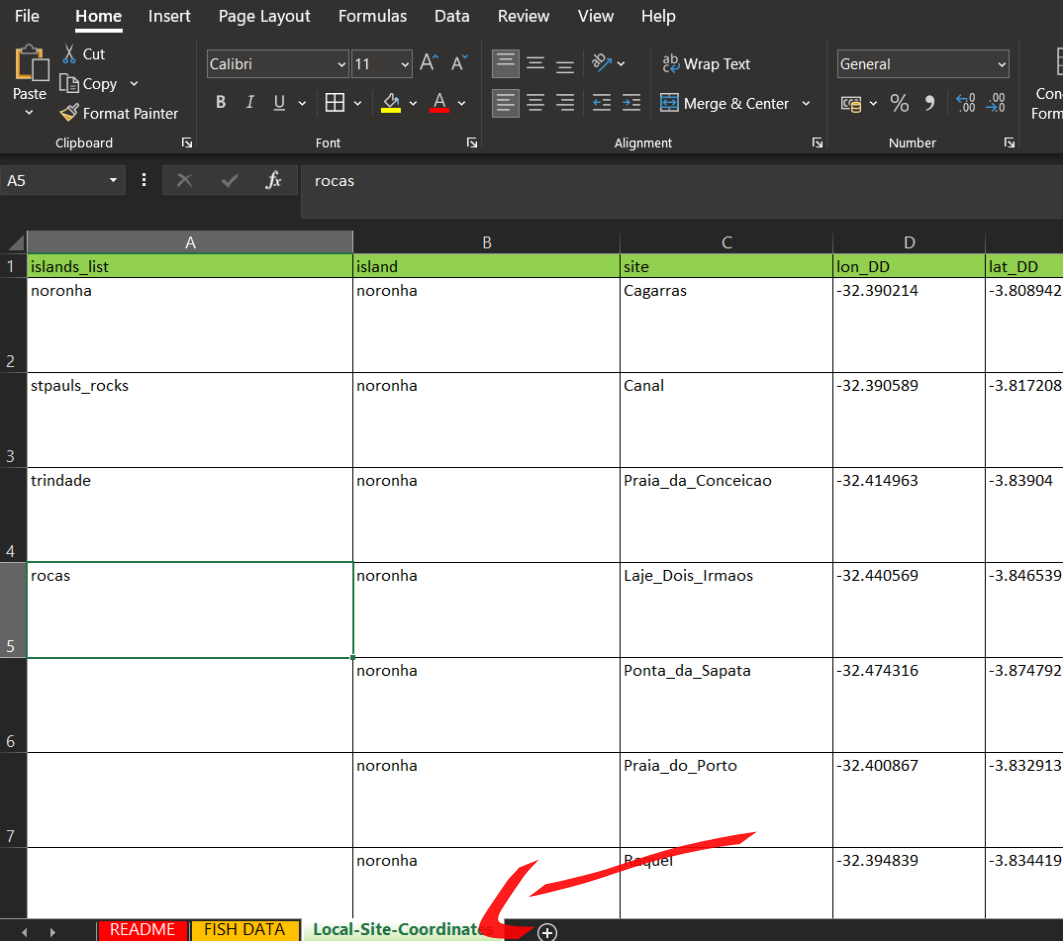 File Home Insert Page Layout Formulas Data Review View Help
Paste
Cut
Copy
Format Painter
Clipboard
Calibri 11 A A
B I U A
Font
ab Wrap Text
Merge & Center
Alignment
General
% 9 .00 .00
Number
A5 fx rocas
A B C D
1 islands_list island site lon_DD lat_DD
2 noronha noronha Cagarras -32.390214 -3.808942
3 stpauls_rocks noronha Canal -32.390589 -3.817208
4 trindade noronha Praia_da_Conceicao -32.414963 -3.83904
5 rocas noronha Laje_Dois_Irmaos -32.440569 -3.846539
6 noronha Ponta_da_Sapata -32.474316 -3.874792
7 noronha Praia_do_Porto -32.400867 -3.832913
noronha Raquel -32.394839 -3.834419
README FISH DATA Local-Site-Coordinates